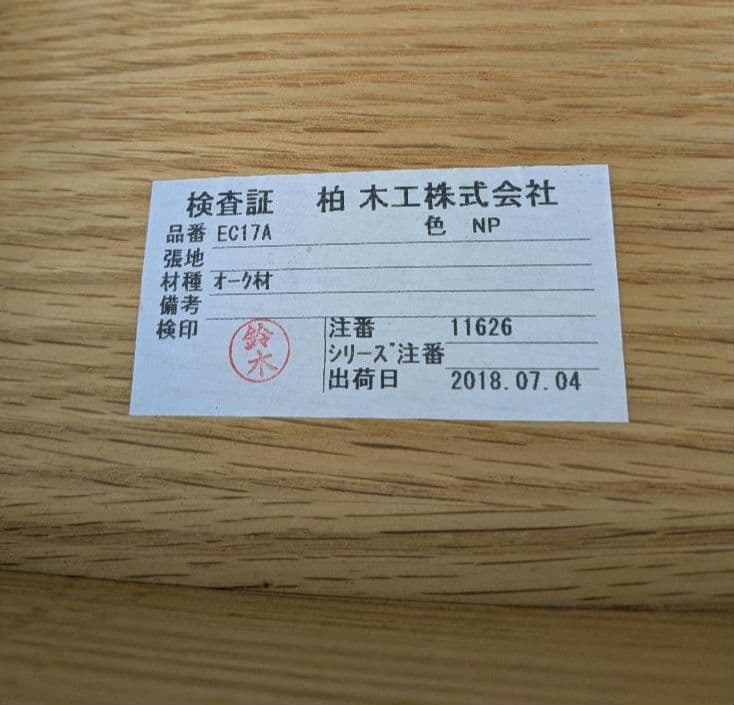 検査証 柏木工株式会社
品番 EC17A 色 NP
張地
材種 オーク材
備考
検印 鈴木
注番 11626
シリーズ注番
出荷日 2018.07.04